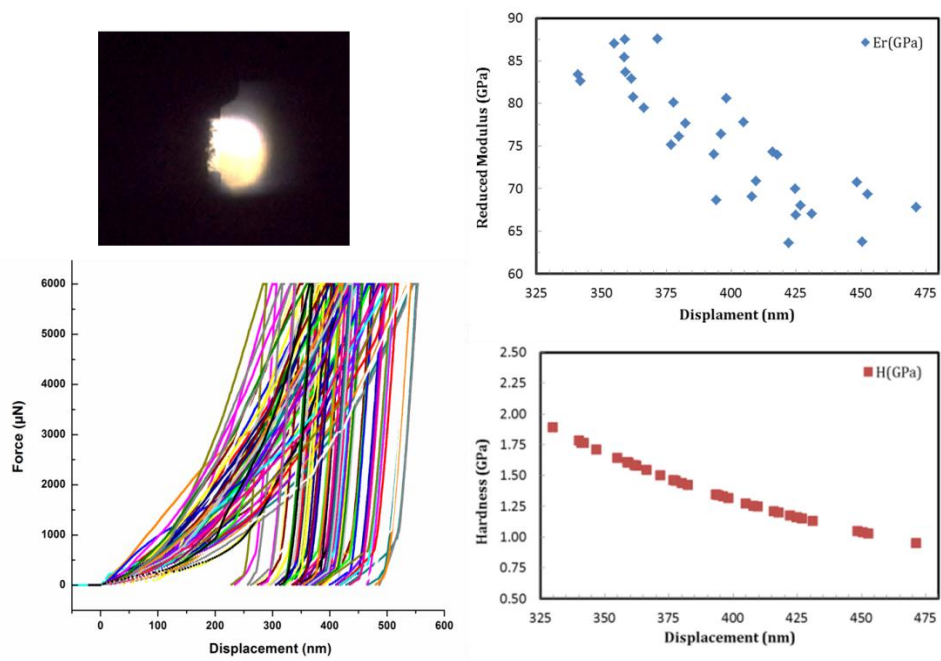 6000
5000
4000
3000
2000
1000
0
Force (µN)
0 100 200 300 400 500 600
Displacement (nm)
90
85
80
75
70
65
60
Reduced Modulus (GPa)
Er(GPa)
325 350 375 400 425 450 475
Displament (nm)
2.50
2.00
1.75
1.50
1.25
1.00
0.75
0.50
Hardness (GPa)
H(GPa)
330 350 375 400 425 450 475
Displacement (nm)